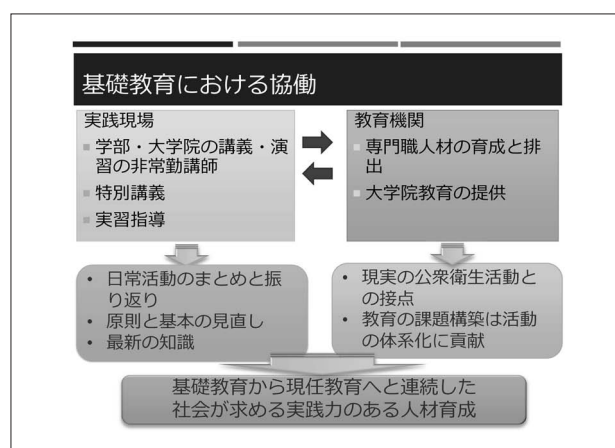 基礎教育における協働
実践現場
学部・大学院の講義・演
習の非常勤講師
特別講義
実習指導
教育機関
専門職人材の育成と排
出
大学院教育の提供
• 日常活動のまとめと振
り返り
• 原則と基本の見直し
• 最新の知識
• 現実の公衆衛生活動と
の接点
• 教育の課題構築は活動
の体系化に貢献
基礎教育から現任教育へと連続した
社会が求める実践力のある人材育成